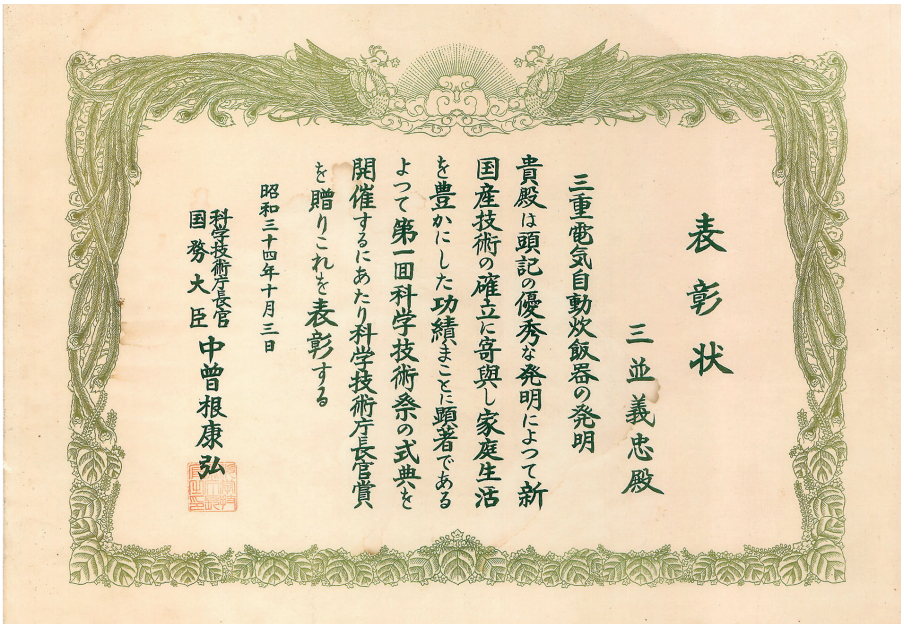 表彰状
三並義忠殿
三重電気自動炊飯器の発明
貴殿は頭記の優秀な発明によつて新
国産技術の確立に寄與し家庭生活
を豊かにした功績まことに顕著である
よつて第一回科学技術祭の式典を
開催するにあたり科学技術庁長官賞
を贈りこれを表彰する
昭和三十四年十月三日
科学技術庁長官
国務大臣
中曽根康弘